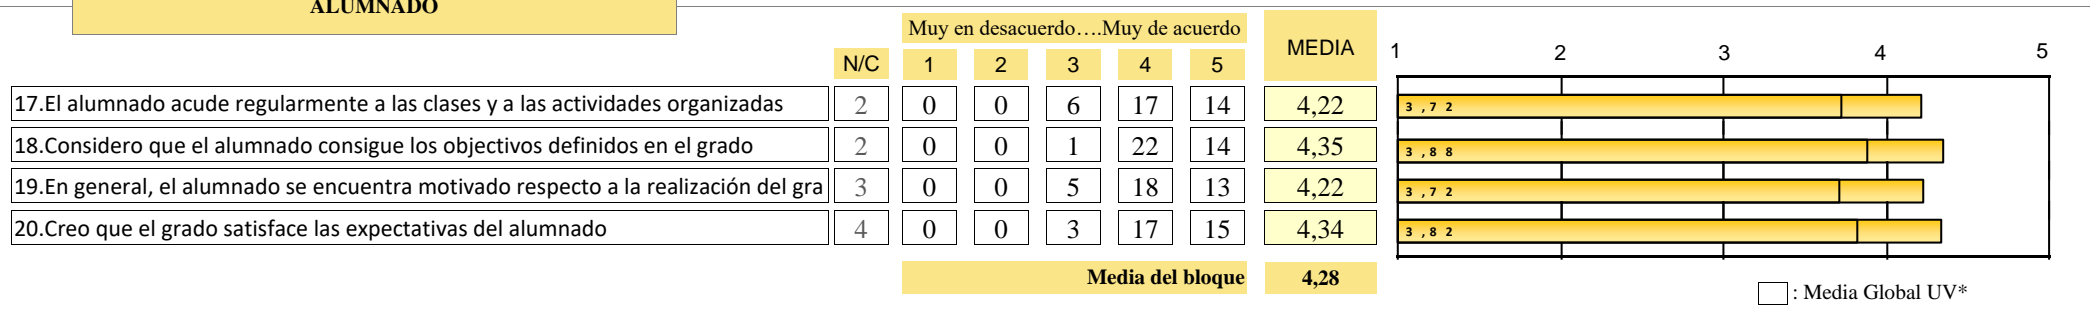 ALUMNADO
Muy en desacuerdo….Muy de acuerdo
MEDIA
N/C 1 2 3 4 5
1 2 3 4 5
17.El alumnado acude regularmente a las clases y a las actividades organizadas 2 0 0 6 17 14 4,22 3,72
18.Considero que el alumnado consigue los objectivos definidos en el grado 2 0 0 1 22 14 4,35 3,88
19.En general, el alumnado se encuentra motivado respecto a la realización del gra 3 0 0 5 18 13 4,22 3,72
20.Creo que el grado satisface las expectativas del alumnado 4 0 0 3 17 15 4,34 3,82
Media del bloque 4,28
: Media Global UV*